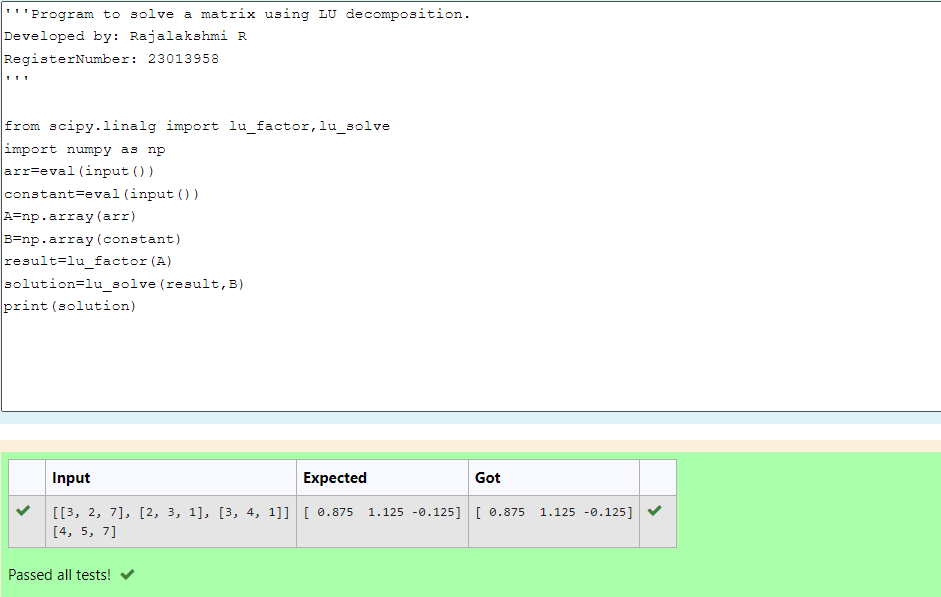 '''Program to solve a matrix using LU decomposition.
Developed by: Rajalakshmi R
RegisterNumber: 23013958
'''
from scipy.linalg import lu_factor,lu_solve
import numpy as np
arr=eval(input())
constant=eval(input())
A=np.array(arr)
B=np.array(constant)
result=lu_factor(A)
solution=lu_solve(result,B)
print(solution)
Input Expected Got
[[3, 2, 7], [2, 3, 1], [3, 4, 1]] [ 0.875  1.125 -0.125] [ 0.875  1.125 -0.125]
[4, 5, 7]
Passed all tests!